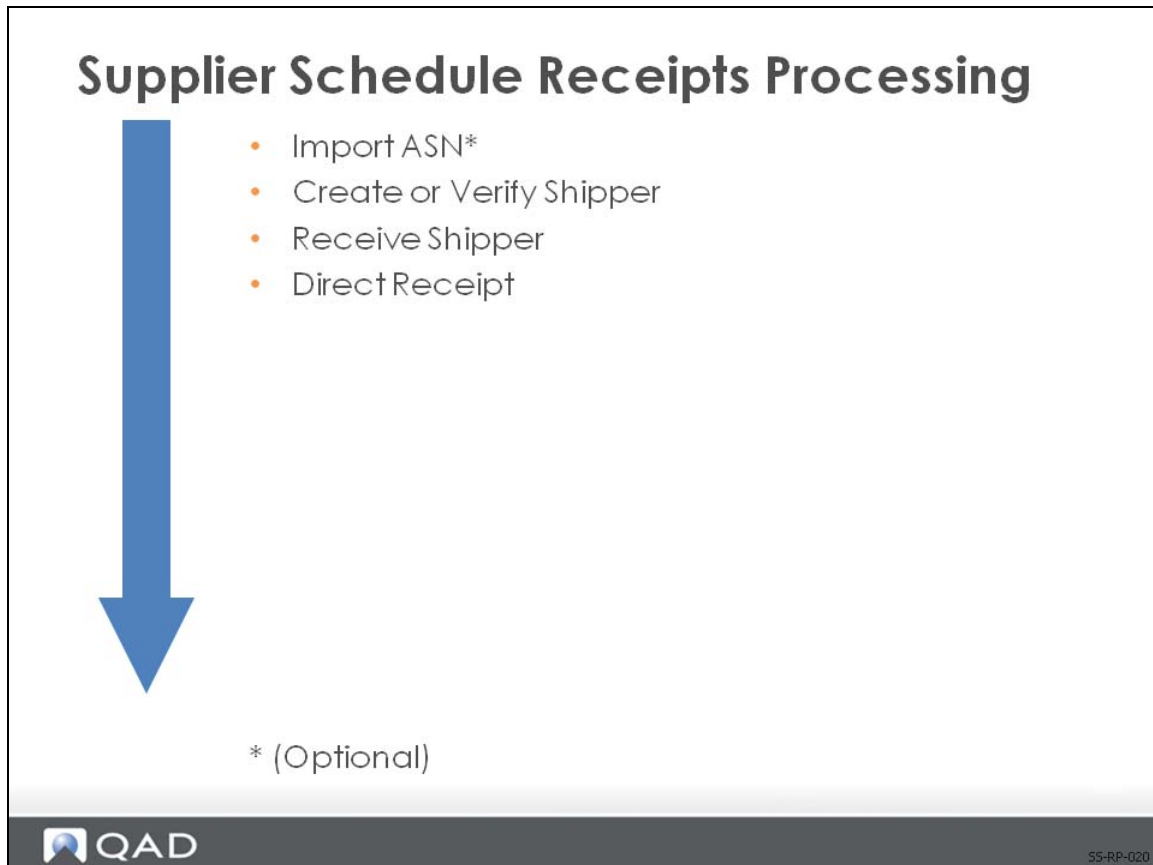 Supplier Schedule Receipts Processing
• Import ASN*
• Create or Verify Shipper
• Receive Shipper
• Direct Receipt
* (Optional)
QAD
SS-RP-020